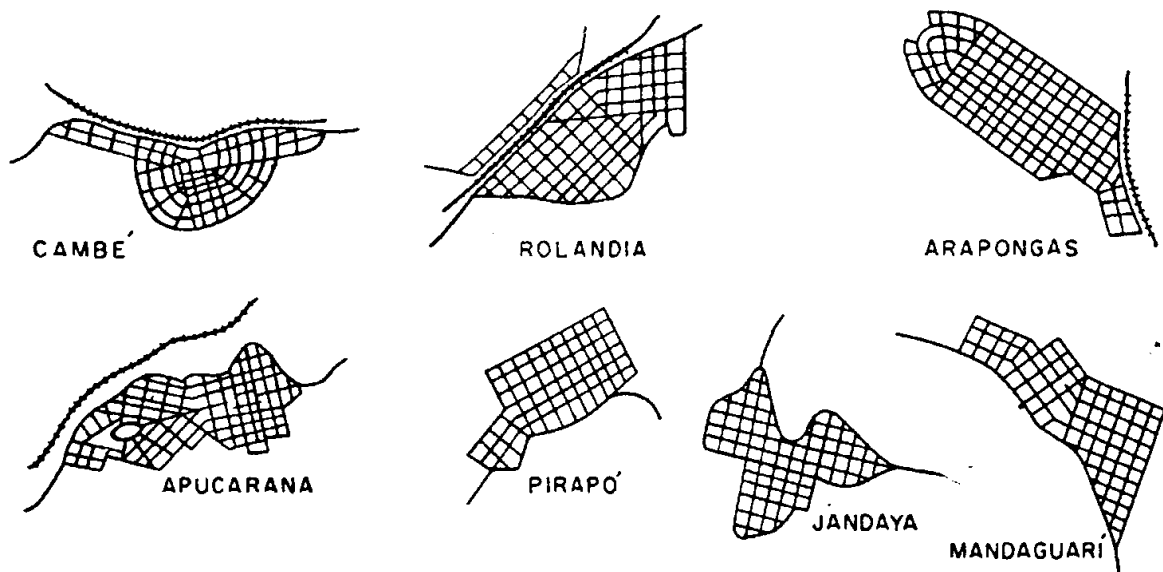 CAMBÉ
ROLANDIA
ARAPONGAS
APUCARANA
PIRAPÓ
JANDAYA
MANDAGUARÍ